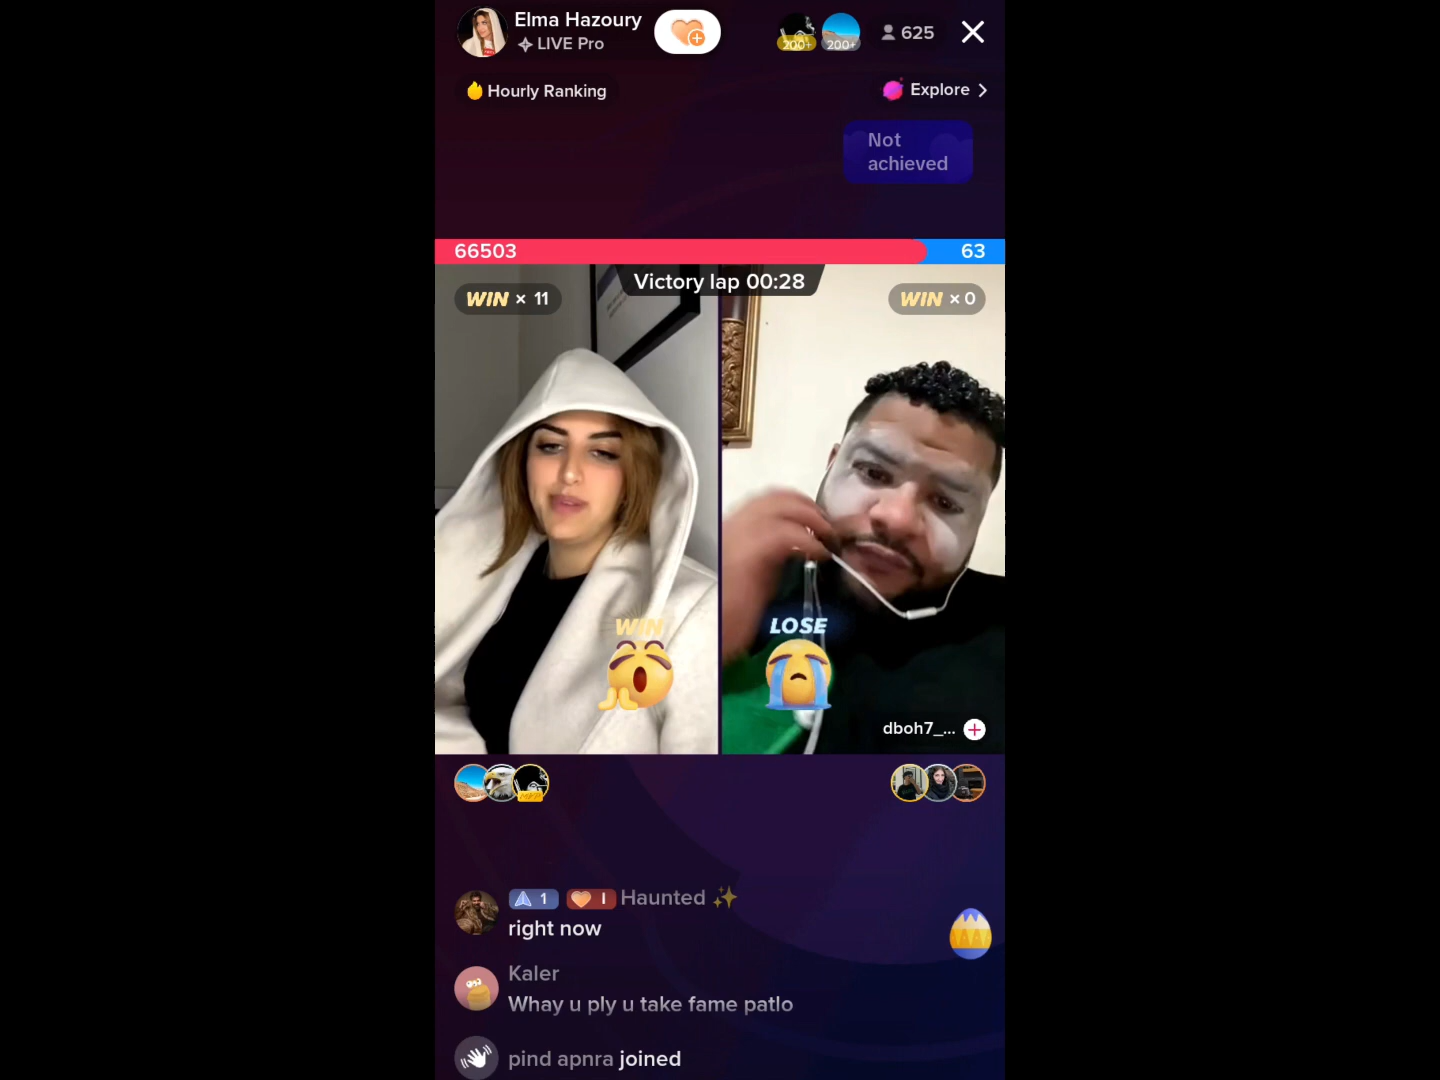 Elma Hazoury
LIVE Pro
200+
200+
625
Hourly Ranking
Explore
Not
achieved
66503
63
Victory lap 00:28
WIN × 11
WIN × 0
WIN
LOSE
dboh7_...
1
I
Haunted
right now
Kaler
Whay u ply u take fame patlo
pind apnra joined